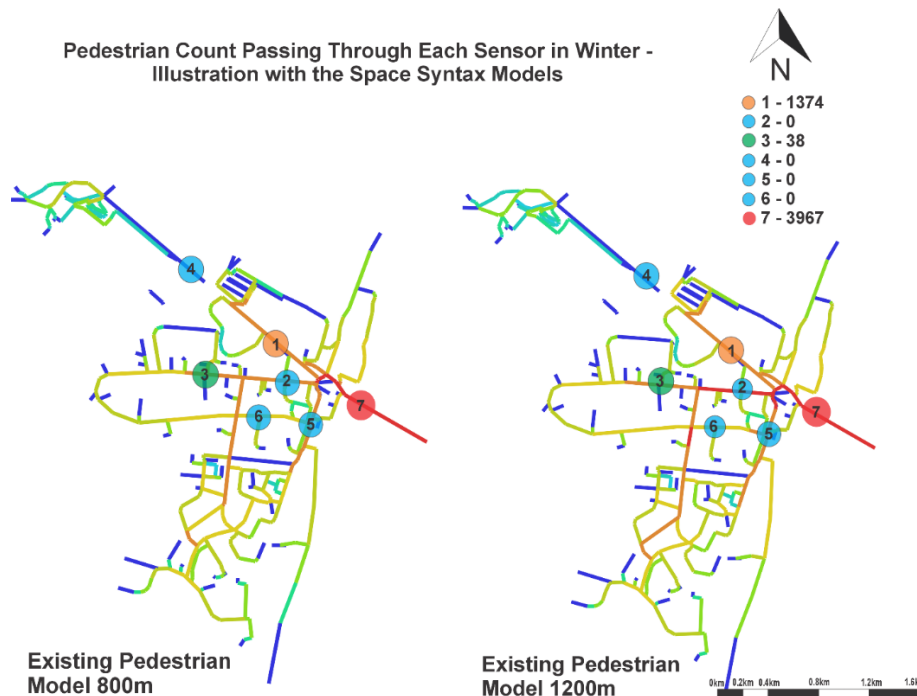 Pedestrian Count Passing Through Each Sensor in Winter -
Illustration with the Space Syntax Models
N
1 - 1374
2 - 0
3 - 38
4 - 0
5 - 0
6 - 0
7 - 3967
4
1
3
2
7
6
5
4
1
3
2
7
6
5
Existing Pedestrian
Model 800m
Existing Pedestrian
Model 1200m
0km 0.2km 0.4km 0.8km 1.2km 1.6k